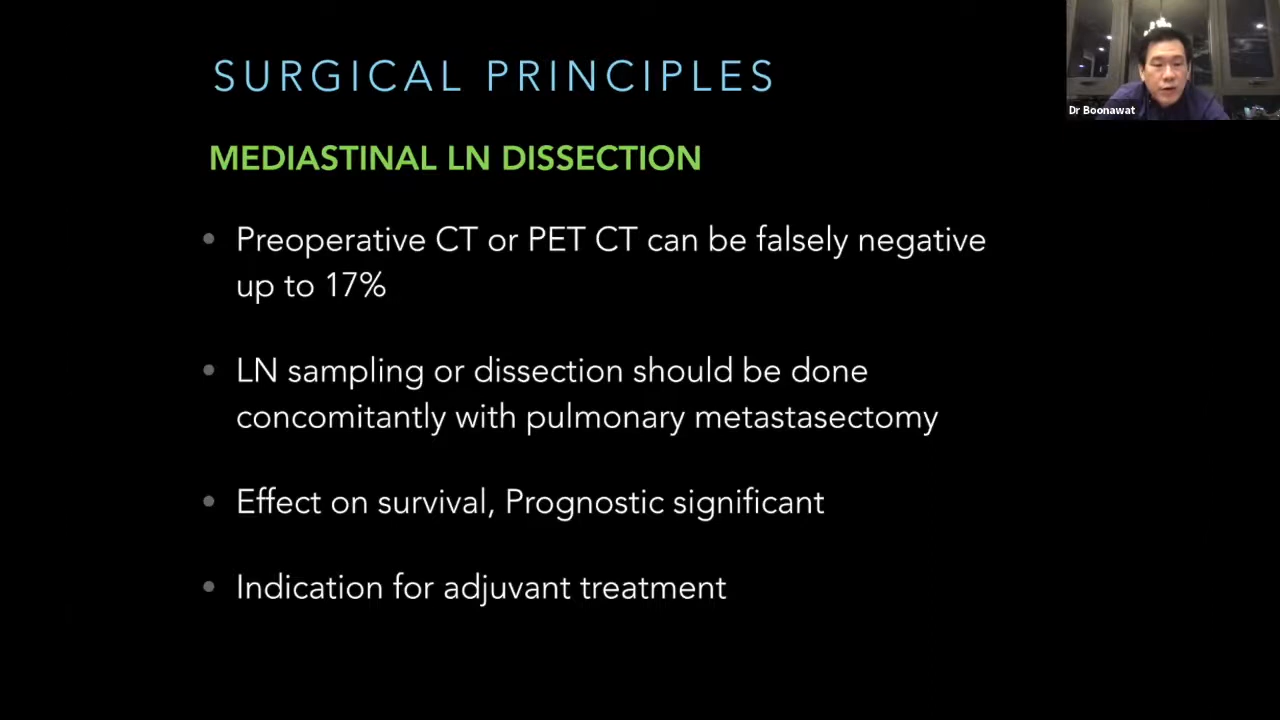 SURGICAL PRINCIPLES
Dr Boonawat
MEDIASTINAL LN DISSECTION
• Preoperative CT or PET CT can be falsely negative
up to 17%
• LN sampling or dissection should be done
concomitantly with pulmonary metastasectomy
• Effect on survival, Prognostic significant
• Indication for adjuvant treatment